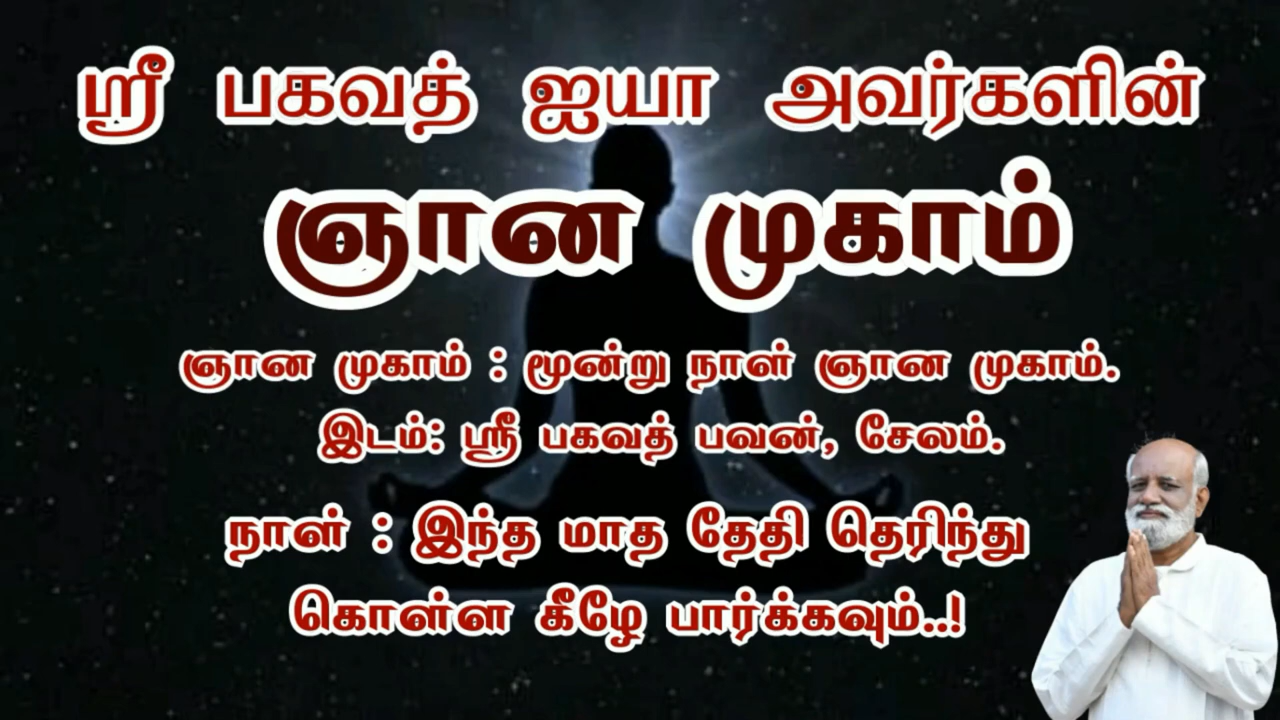 ஸ்ரீ பகவத் ஐயா அவர்களின்
ஞான முகாம்
ஞான முகாம் : மூன்று நாள் ஞான முகாம்.
இடம்: ஸ்ரீ பகவத் பவன், சேலம்.
நாள் : இந்த மாத தேதி தெரிந்து
கொள்ள கீழே பார்க்கவும்..!